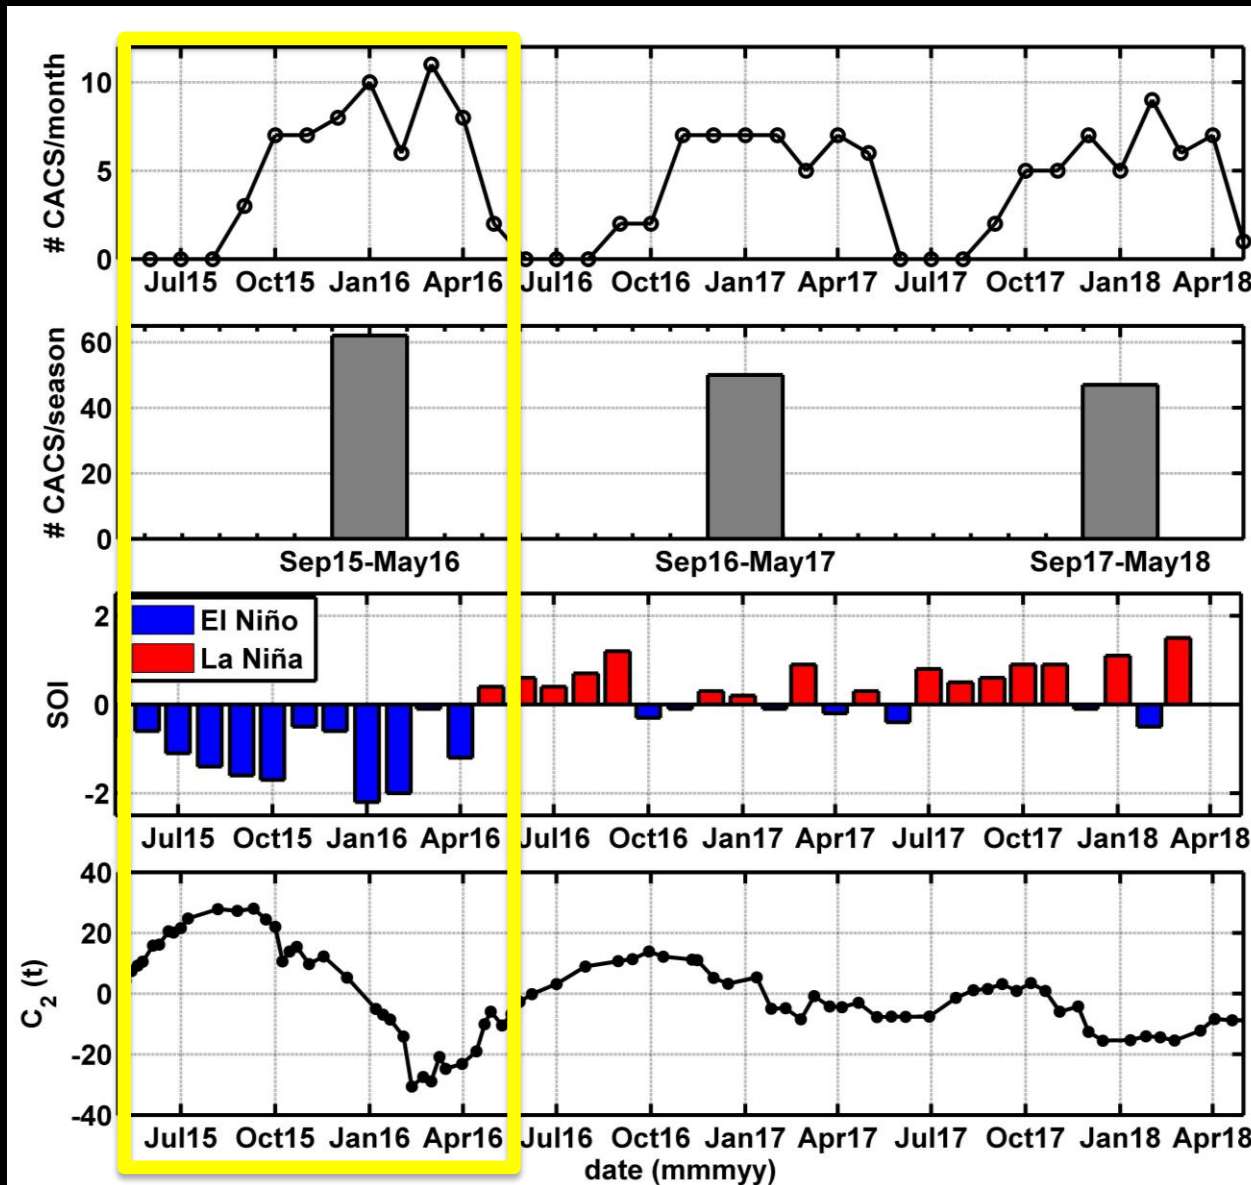 # CACS/month
10
5
0
Jul15 Oct15 Jan16 Apr16 Jul16 Oct16 Jan17 Apr17 Jul17 Oct17 Jan18 Apr18
# CACS/season
60
40
20
0
Sep15-May16 Sep16-May17 Sep17-May18
SOI
2
0
-2
El Niño
La Niña
Jul15 Oct15 Jan16 Apr16 Jul16 Oct16 Jan17 Apr17 Jul17 Oct17 Jan18 Apr18
C₂ (t)
40
20
0
-20
-40
Jul15 Oct15 Jan16 Apr16 Jul16 Oct16 Jan17 Apr17 Jul17 Oct17 Jan18 Apr18
date (mmmyy)